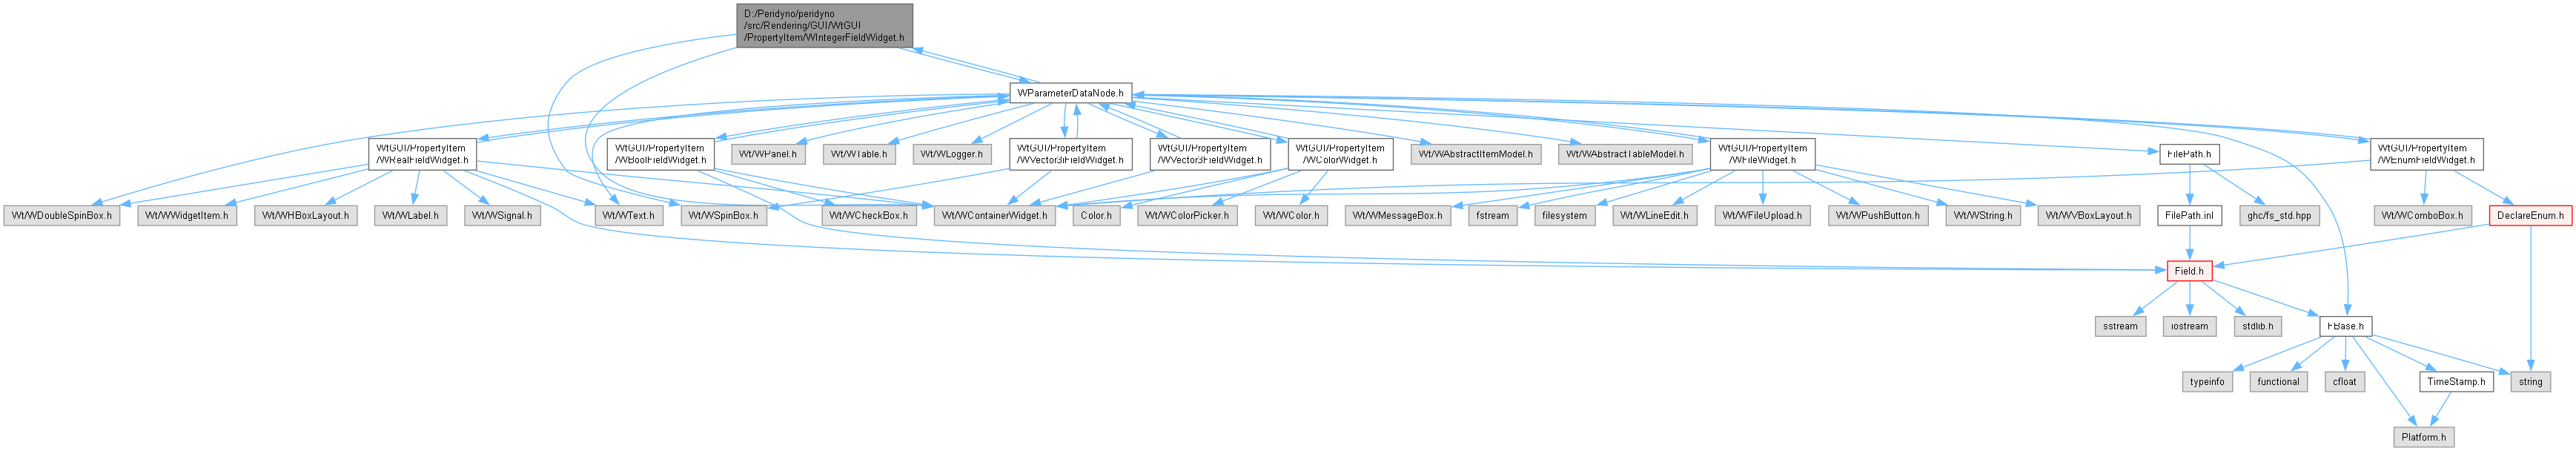 D:/Peridyno/peridyno
/src/Rendering/GUI/WtGUI
/PropertyItem/WIntegerFieldWidget.h
WParameterDataNode.h
WtGUI/PropertyItem
/WRealFieldWidget.h
WtGUI/PropertyItem
/WBoolFieldWidget.h
Wt/WPanel.h
Wt/WTable.h
Wt/WLogger.h
WtGUI/PropertyItem
/WVector3iFieldWidget.h
WtGUI/PropertyItem
/WVector3FieldWidget.h
WtGUI/PropertyItem
/WColorWidget.h
Wt/WAbstractItemModel.h
Wt/WAbstractTableModel.h
WtGUI/PropertyItem
/WFileWidget.h
FilePath.h
WtGUI/PropertyItem
/WEnumFieldWidget.h
Wt/WDoubleSpinBox.h
Wt/WWidgetItem.h
Wt/WHBoxLayout.h
Wt/WLabel.h
Wt/WSignal.h
Wt/WText.h
Wt/WSpinBox.h
Wt/WCheckBox.h
Wt/WContainerWidget.h
Color.h
Wt/WColorPicker.h
Wt/WColor.h
Wt/WMessageBox.h
fstream
filesystem
Wt/WLineEdit.h
Wt/WFileUpload.h
Wt/WPushButton.h
Wt/WString.h
Wt/WVBoxLayout.h
FilePath.inl
ghc/fs_std.hpp
Wt/WComboBox.h
DeclareEnum.h
Field.h
sstream
iostream
stdlib.h
FBase.h
typeinfo
functional
cfloat
TimeStamp.h
string
Platform.h